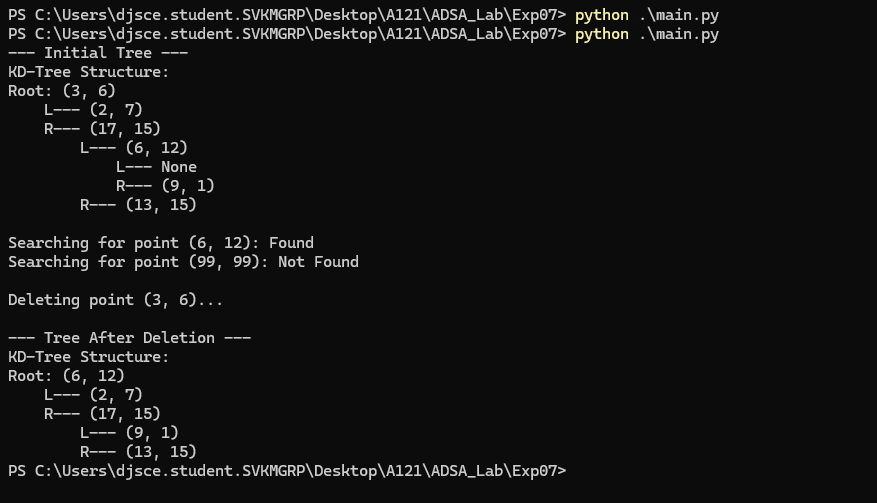 PS C:\Users\djsce.student.SVKMGRP\Desktop\A121\ADSA_Lab\Exp07> python .\main.py
PS C:\Users\djsce.student.SVKMGRP\Desktop\A121\ADSA_Lab\Exp07> python .\main.py
--- Initial Tree ---
KD-Tree Structure:
Root: (3, 6)
    L--- (2, 7)
    R--- (17, 15)
        L--- (6, 12)
            L--- None
            R--- (9, 1)
        R--- (13, 15)

Searching for point (6, 12): Found
Searching for point (99, 99): Not Found

Deleting point (3, 6)...

--- Tree After Deletion ---
KD-Tree Structure:
Root: (6, 12)
    L--- (2, 7)
    R--- (17, 15)
        L--- (9, 1)
        R--- (13, 15)
PS C:\Users\djsce.student.SVKMGRP\Desktop\A121\ADSA_Lab\Exp07>